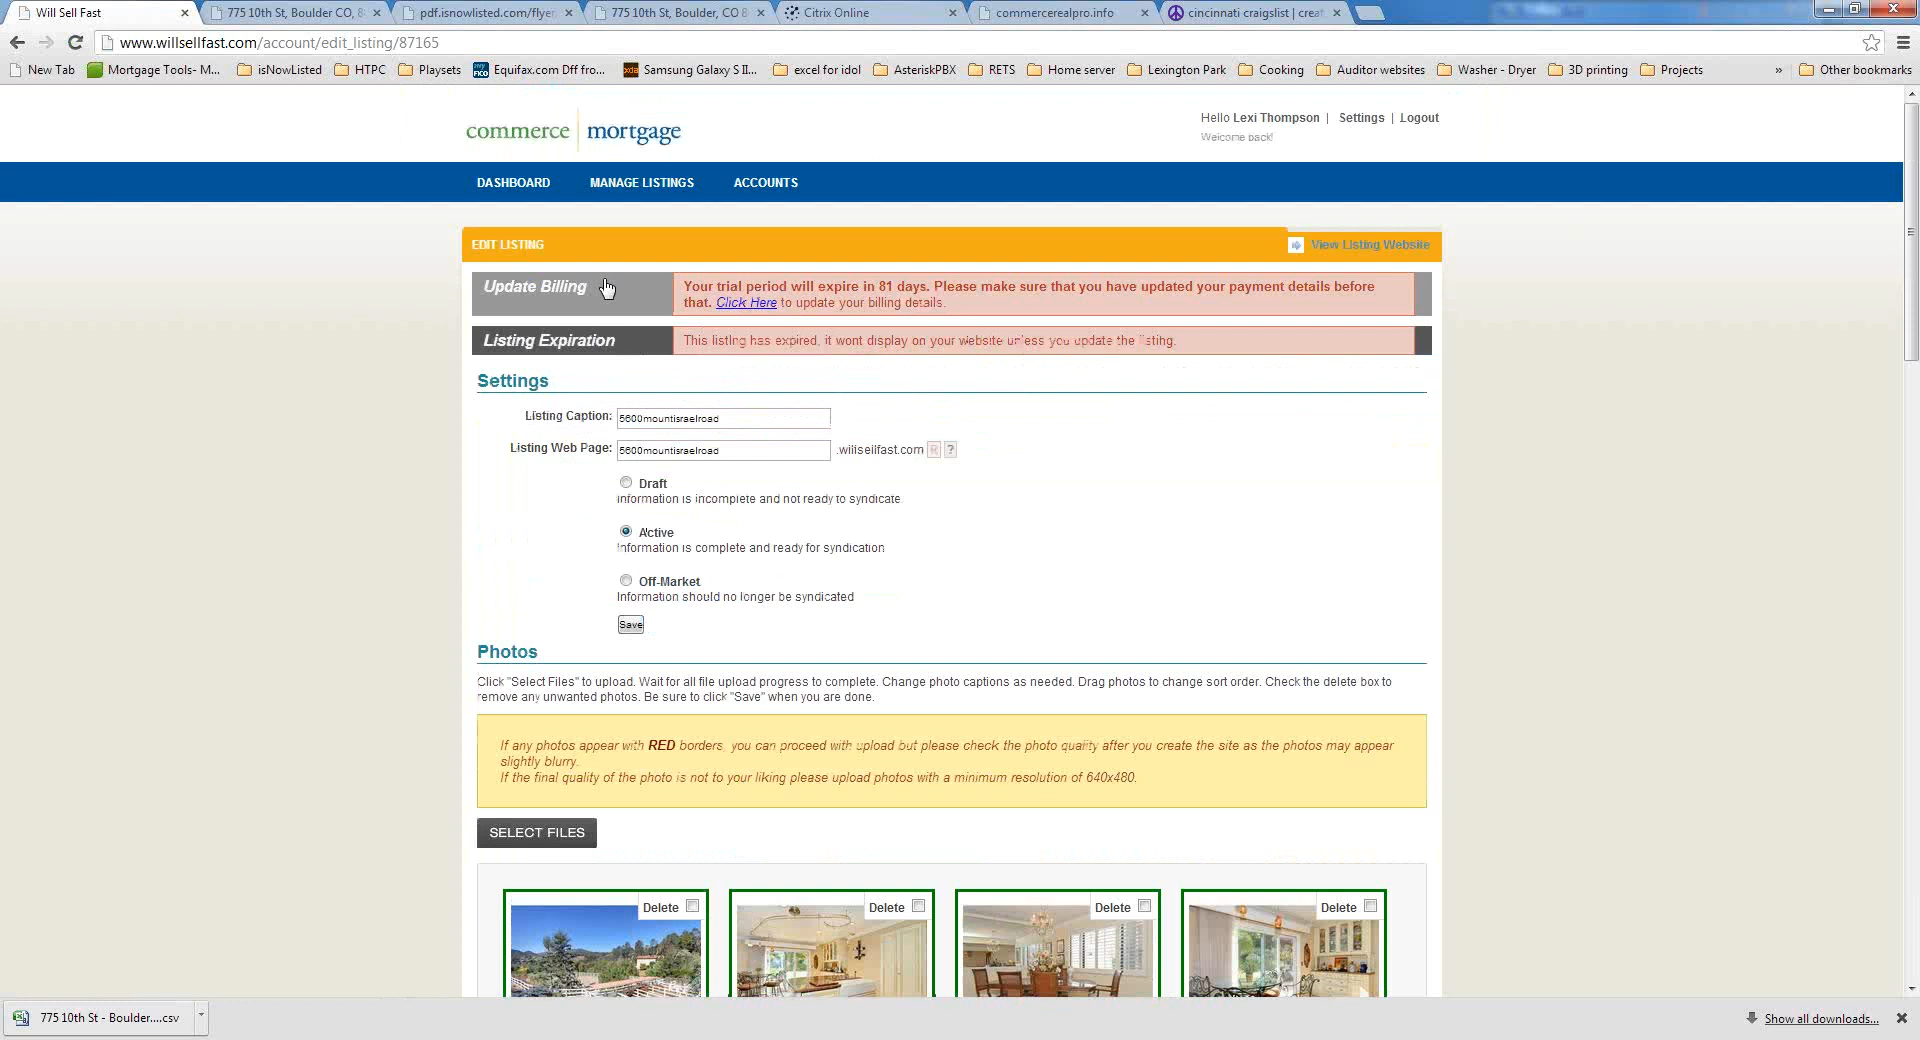 Will Sell Fast
775 10th St, Boulder CO, 8
pdf.isnowlisted.com/flyer
775 10th St, Boulder, CO 8
Citrix Online
commercerealpro.info
cincinnati craigslist | crea
www.willsellfast.com/account/edit_listing/87165
New Tab
Mortgage Tools- M...
isNowListed
HTPC
Playsets
Equifax.com Dff fro...
Samsung Galaxy S II...
excel for idol
AsteriskPBX
RETS
Home server
Lexington Park
Cooking
Auditor websites
Washer - Dryer
3D printing
Projects
»
Other bookmarks
commerce | mortgage
Hello Lexi Thompson | Settings | Logout
Welcome back!
DASHBOARD MANAGE LISTINGS ACCOUNTS
EDIT LISTING
View Listing Website
Update Billing
Your trial period will expire in 81 days. Please make sure that you have updated your payment details before
that. Click Here to update your billing details.
Listing Expiration
This listing has expired, it wont display on your website unless you update the listing.
Settings
Listing Caption: 5600mountisraelroad
Listing Web Page: 5600mountisraelroad .willsellfast.com R ?
Draft
Information is incomplete and not ready to syndicate
Active
Information is complete and ready for syndication
Off-Market
Information should no longer be syndicated
Save
Photos
Click "Select Files" to upload. Wait for all file upload progress to complete. Change photo captions as needed. Drag photos to change sort order. Check the delete box to
remove any unwanted photos. Be sure to click "Save" when you are done.
If any photos appear with RED borders, you can proceed with upload but please check the photo quality after you create the site as the photos may appear
slightly blurry.
If the final quality of the photo is not to your liking please upload photos with a minimum resolution of 640x480.
SELECT FILES
Delete
Delete
Delete
Delete
775 10th St - Boulder....csv
Show all downloads...